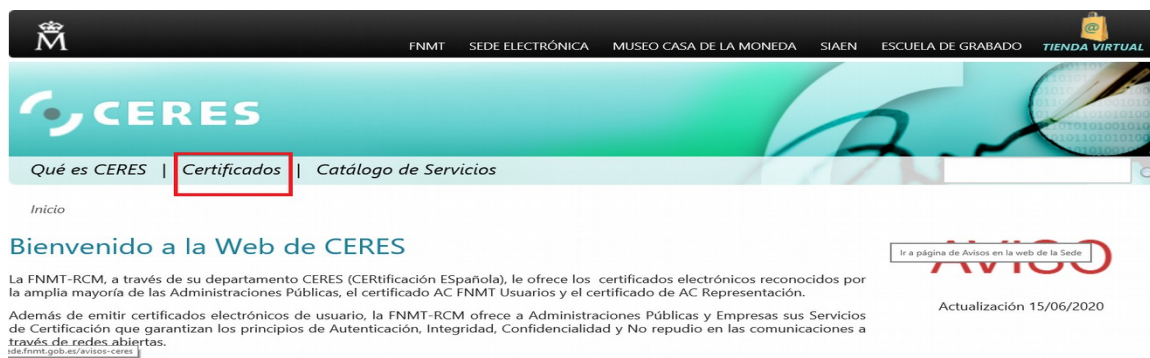 FNMT SEDE ELECTRÓNICA MUSEO CASA DE LA MONEDA SIAEN ESCUELA DE GRABADO TIENDA VIRTUAL
CERES
Qué es CERES | Certificados | Catálogo de Servicios
Inicio
Bienvenido a la Web de CERES
La FNMT-RCM, a través de su departamento CERES (CERtificación ESpañola), le ofrece los certificados electrónicos reconocidos por
la amplia mayoría de las Administraciones Públicas, el certificado AC FNMT Usuarios y el certificado de AC Representación.
Además de emitir certificados electrónicos de usuario, la FNMT-RCM ofrece a Administraciones Públicas y Empresas sus Servicios
de Certificación que garantizan los principios de Autenticación, Integridad, Confidencialidad y No repudio en las comunicaciones a
través de redes abiertas.
ede.fnmt.gob.es/avisos-ceres
AVISO
Ir a página de Avisos en la web de la Sede
Actualización 15/06/2020